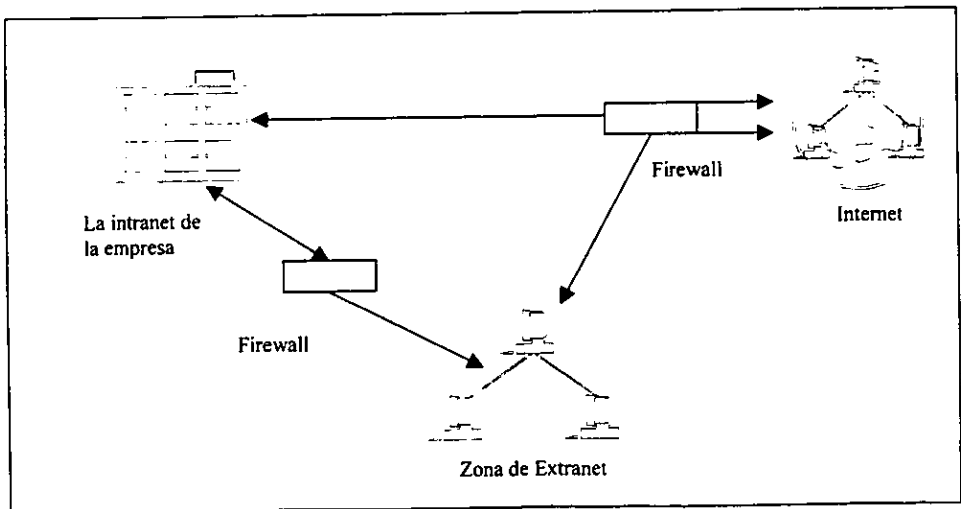 Firewall
Internet
La intranet de
la empresa
Firewall
Zona de Extranet